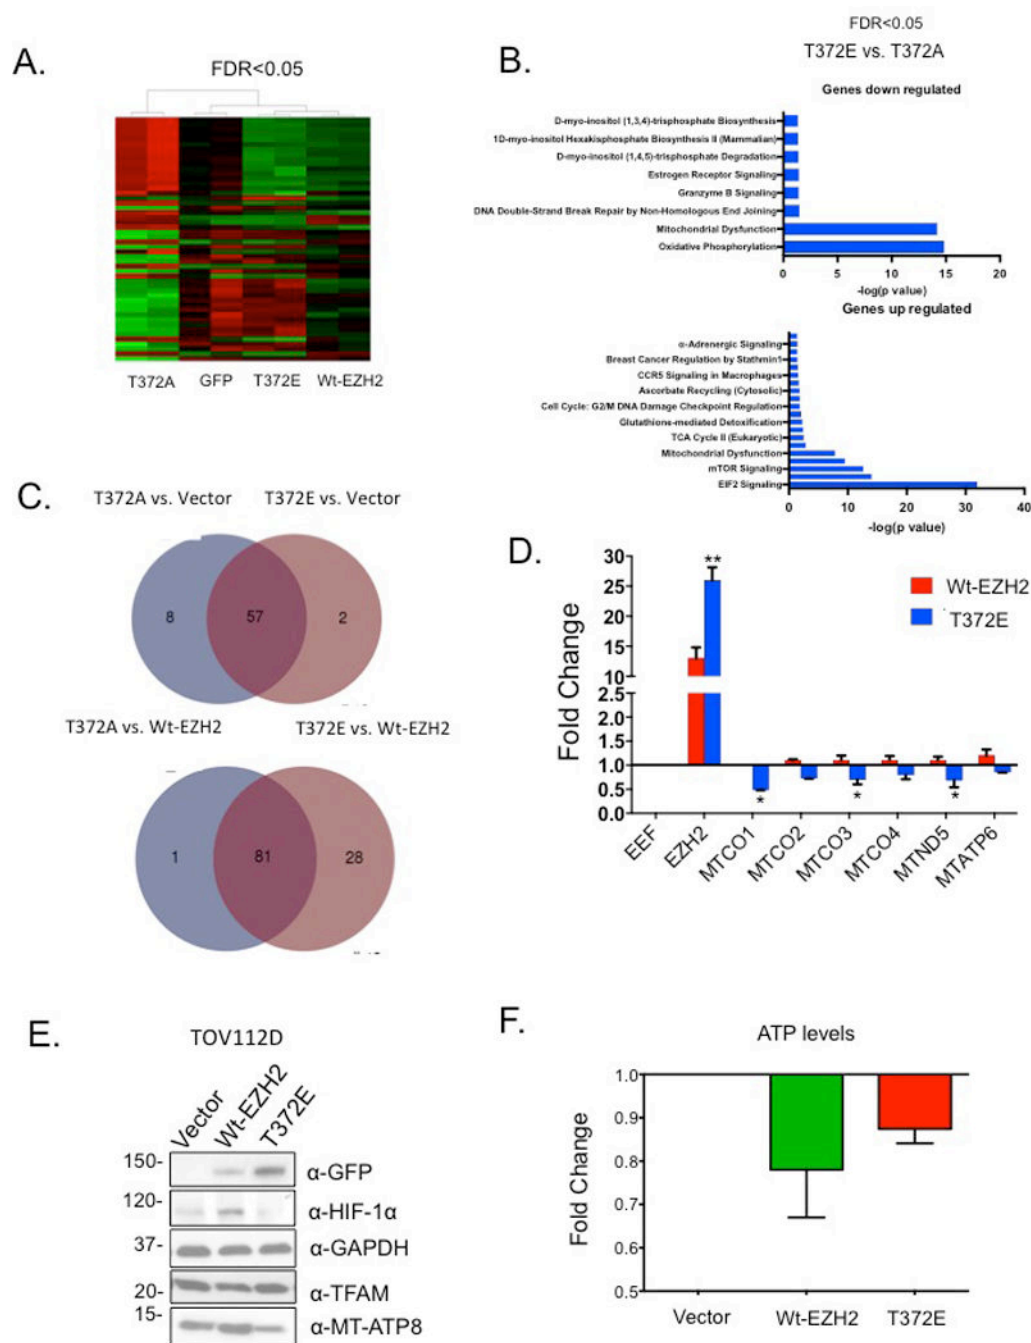 A.
FDR<0.05
T372A GFP T372E Wt-EZH2
B.
FDR<0.05
T372E vs. T372A
Genes down regulated
D-myo-inositol (1,3,4)-trisphosphate Biosynthesis
1D-myo-inositol Hexakisphosphate Biosynthesis II (Mammalian)
D-myo-inositol (1,4,5)-trisphosphate Degradation
Estrogen Receptor Signaling
Granzyme B Signaling
DNA Double-Strand Break Repair by Non-Homologous End Joining
Mitochondrial Dysfunction
Oxidative Phosphorylation
0 5 10 15 20
-log(p value)
Genes up regulated
α-Adrenergic Signaling
Breast Cancer Regulation by Stathmin1
CCR5 Signaling in Macrophages
Ascorbate Recycling (Cytosolic)
Cell Cycle: G2/M DNA Damage Checkpoint Regulation
Glutathione-mediated Detoxification
TCA Cycle II (Eukaryotic)
Mitochondrial Dysfunction
mTOR Signaling
EIF2 Signaling
0 10 20 30 40
-log(p value)
C.
T372A vs. Vector T372E vs. Vector
8 57 2
T372A vs. Wt-EZH2 T372E vs. Wt-EZH2
1 81 28
D.
Fold Change
30
25
20
15
10
2.5
2.0
1.5
1.0
0.5
0.0
**
* * *
Wt-EZH2
T372E
EEF EZH2 MTCO1 MTCO2 MTCO3 MTCO4 MTND5 MTATP6
E.
TOV112D
Vector Wt-EZH2 T372E
150- α-GFP
120- α-HIF-1α
37- α-GAPDH
20- α-TFAM
15- α-MT-ATP8
F.
ATP levels
Fold Change
1.0
0.9
0.8
0.7
0.6
0.5
Vector Wt-EZH2 T372E